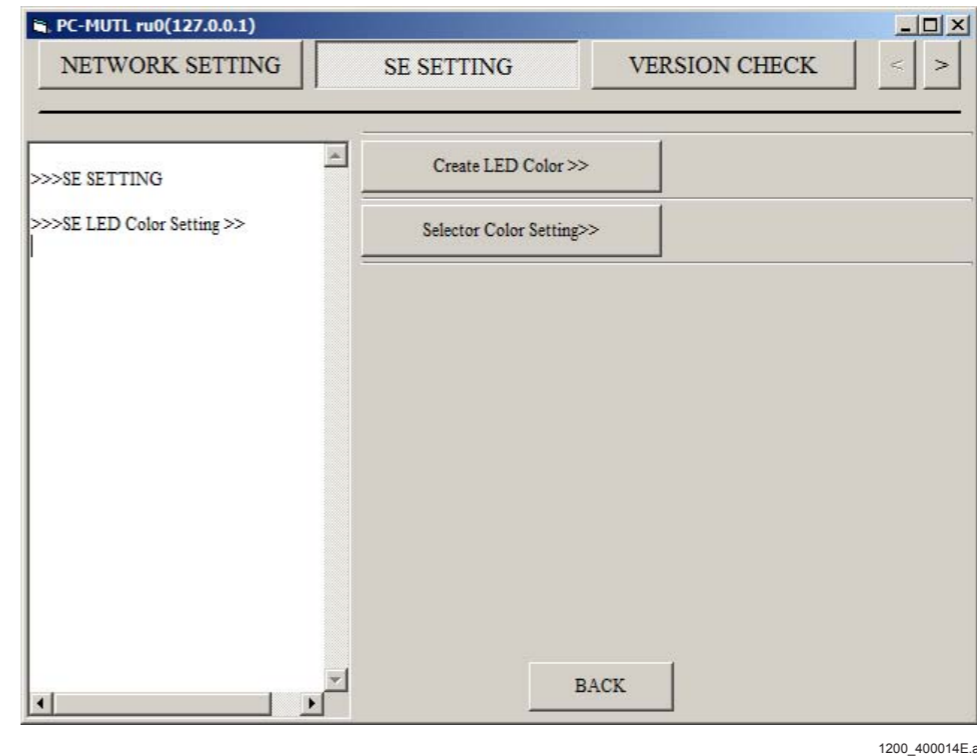 PC-MUTL ru0(127.0.0.1)
NETWORK SETTING
SE SETTING
VERSION CHECK
<
>
>>>SE SETTING
>>>SE LED Color Setting >>
Create LED Color >>
Selector Color Setting>>
BACK
1200_400014E.a